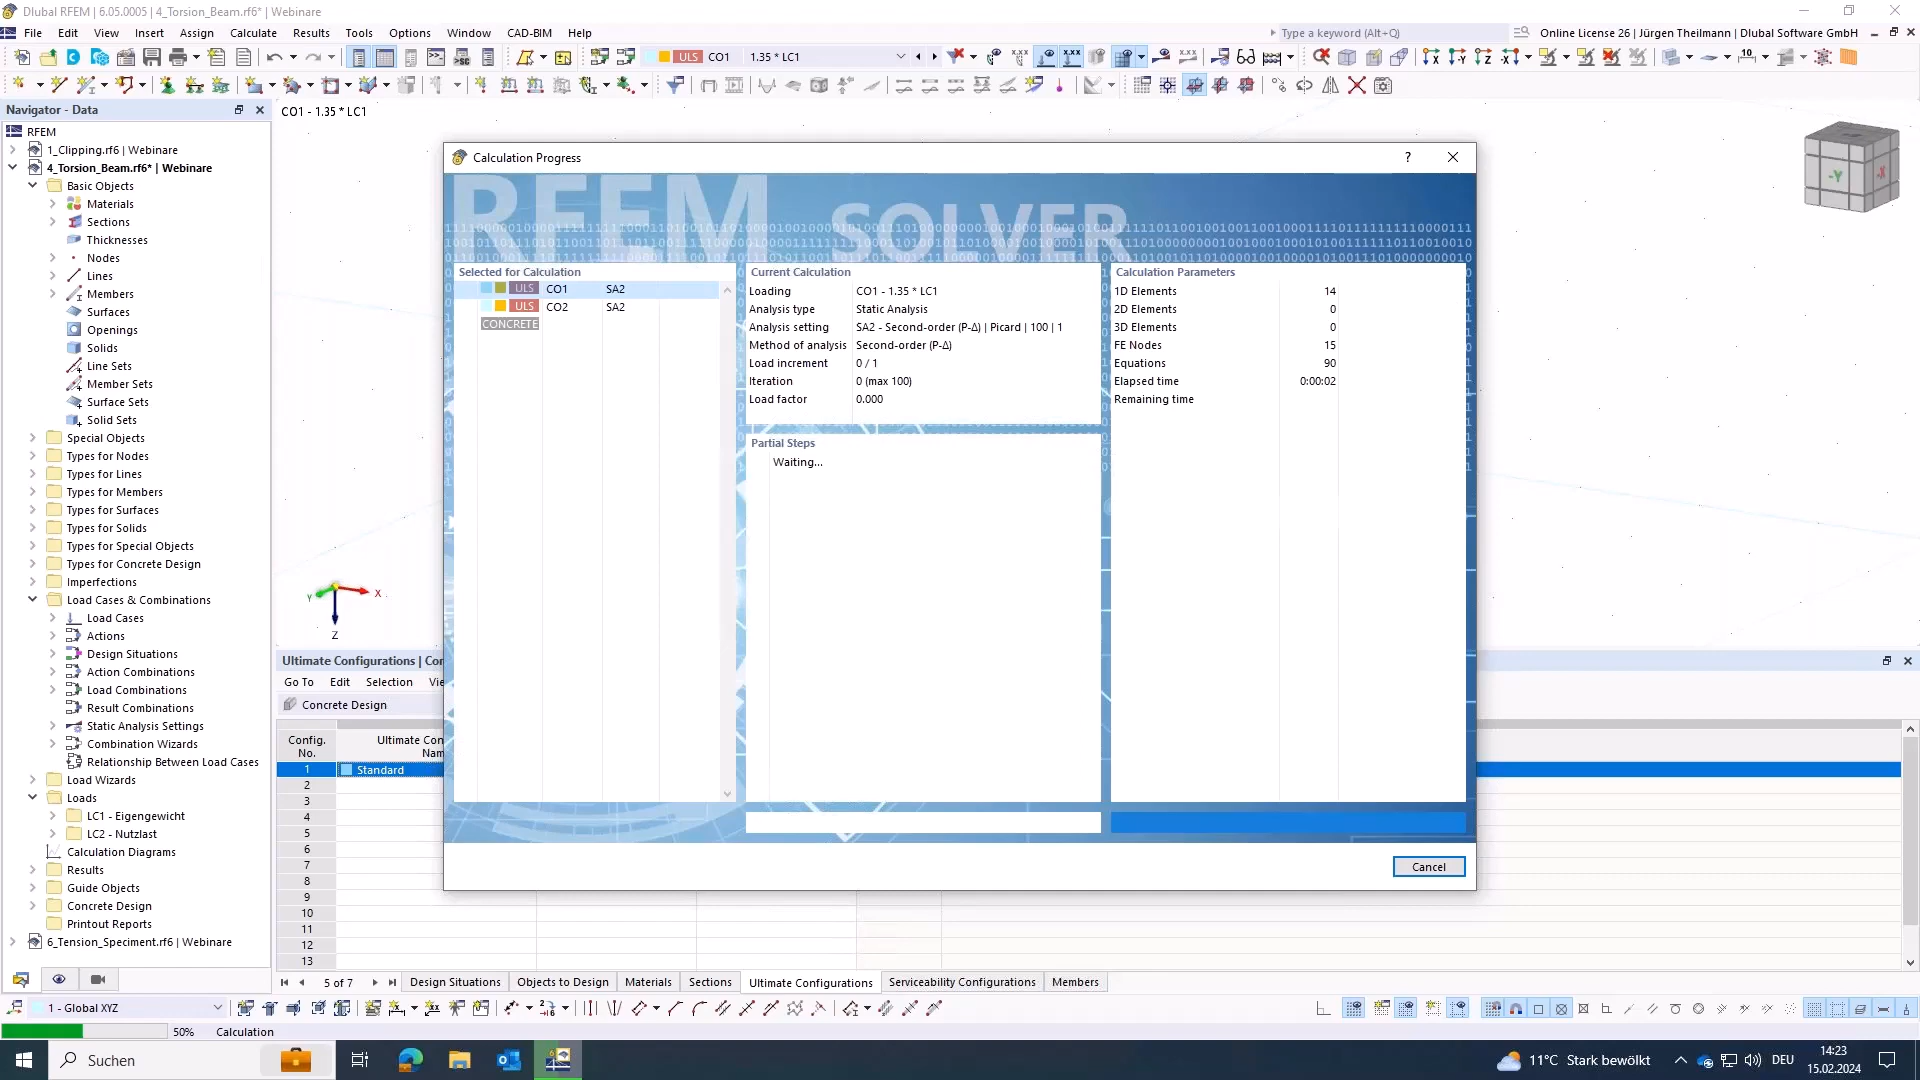 Dlubal RFEM | 6.05.0005 | 4_Torsion_Beam.rf6* | Webinare
File Edit View Insert Assign Calculate Results Tools Options Window CAD-BIM Help
Type a keyword (Alt+Q)
Online License 26 | Jürgen Theilmann | Dlubal Software GmbH
ULS CO1 1.35 * LC1
Navigator - Data
CO1 - 1.35 * LC1
RFEM
1_Clipping.rf6 | Webinare
4_Torsion_Beam.rf6* | Webinare
Basic Objects
Materials
Sections
Thicknesses
Nodes
Lines
Members
Surfaces
Openings
Solids
Line Sets
Member Sets
Surface Sets
Solid Sets
Special Objects
Types for Nodes
Types for Lines
Types for Members
Types for Surfaces
Types for Solids
Types for Special Objects
Types for Concrete Design
Imperfections
Load Cases & Combinations
Load Cases
Actions
Design Situations
Action Combinations
Load Combinations
Result Combinations
Static Analysis Settings
Combination Wizards
Relationship Between Load Cases
Load Wizards
Loads
LC1 - Eigengewicht
LC2 - Nutzlast
Calculation Diagrams
Results
Guide Objects
Concrete Design
Printout Reports
6_Tension_Speciment.rf6 | Webinare
Calculation Progress
RFEM SOLVER
Selected for Calculation
ULS CO1 SA2
ULS CO2 SA2
CONCRETE
Current Calculation
Loading CO1 - 1.35 * LC1
Analysis type Static Analysis
Analysis setting SA2 - Second-order (P-Δ) | Picard | 100 | 1
Method of analysis Second-order (P-Δ)
Load increment 0 / 1
Iteration 0 (max 100)
Load factor 0.000
Partial Steps
Waiting...
Calculation Parameters
1D Elements 14
2D Elements 0
3D Elements 0
FE Nodes 15
Equations 90
Elapsed time 0:00:02
Remaining time
Cancel
-Y -X
Y X
Z
Ultimate Configurations | Con
Go To Edit Selection Vie
Concrete Design
Config. No. Ultimate Con Nam
1 Standard
2
3
4
5
6
7
8
9
10
11
12
13
5 of 7 Design Situations Objects to Design Materials Sections Ultimate Configurations Serviceability Configurations Members
1 - Global XYZ
50% Calculation
Suchen
11°C Stark bewölkt DEU
14:23
15.02.2024